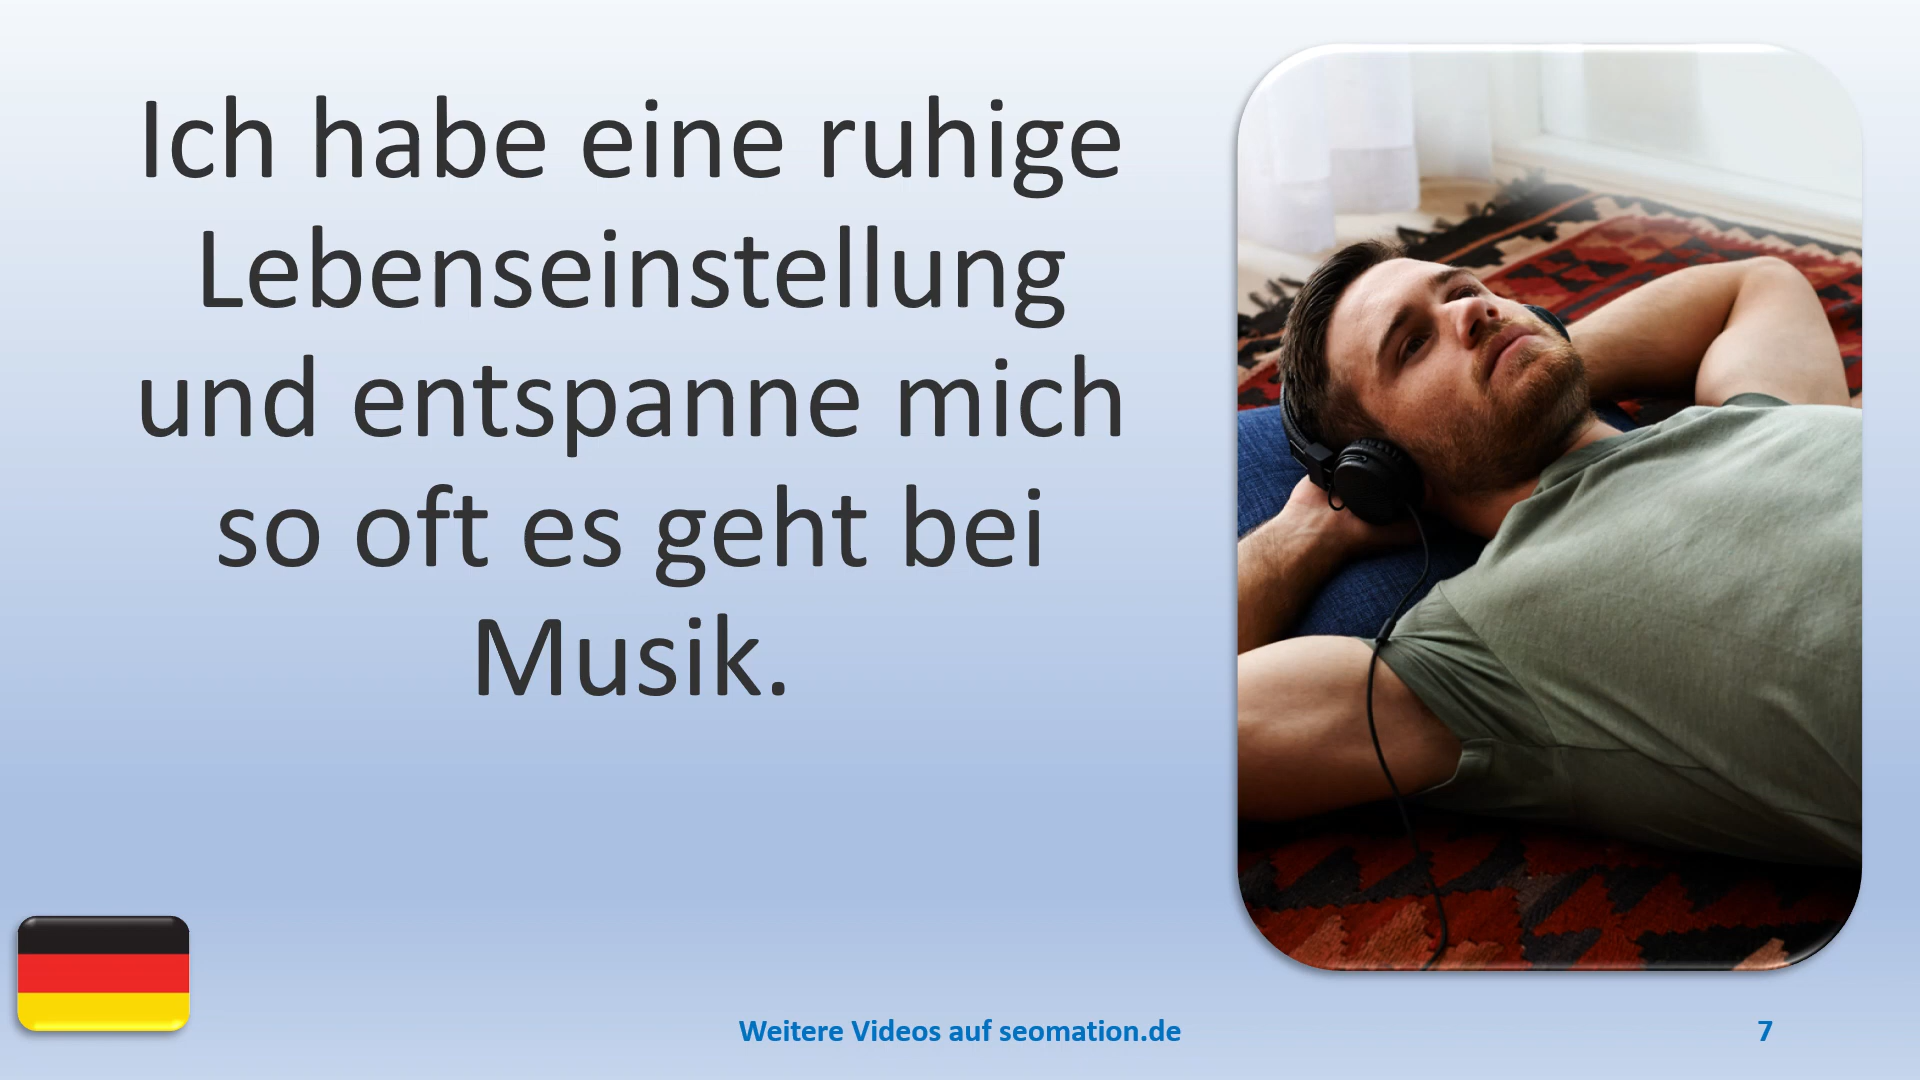 Ich habe eine ruhige
Lebenseinstellung
und entspanne mich
so oft es geht bei
Musik.
Weitere Videos auf seomation.de
7